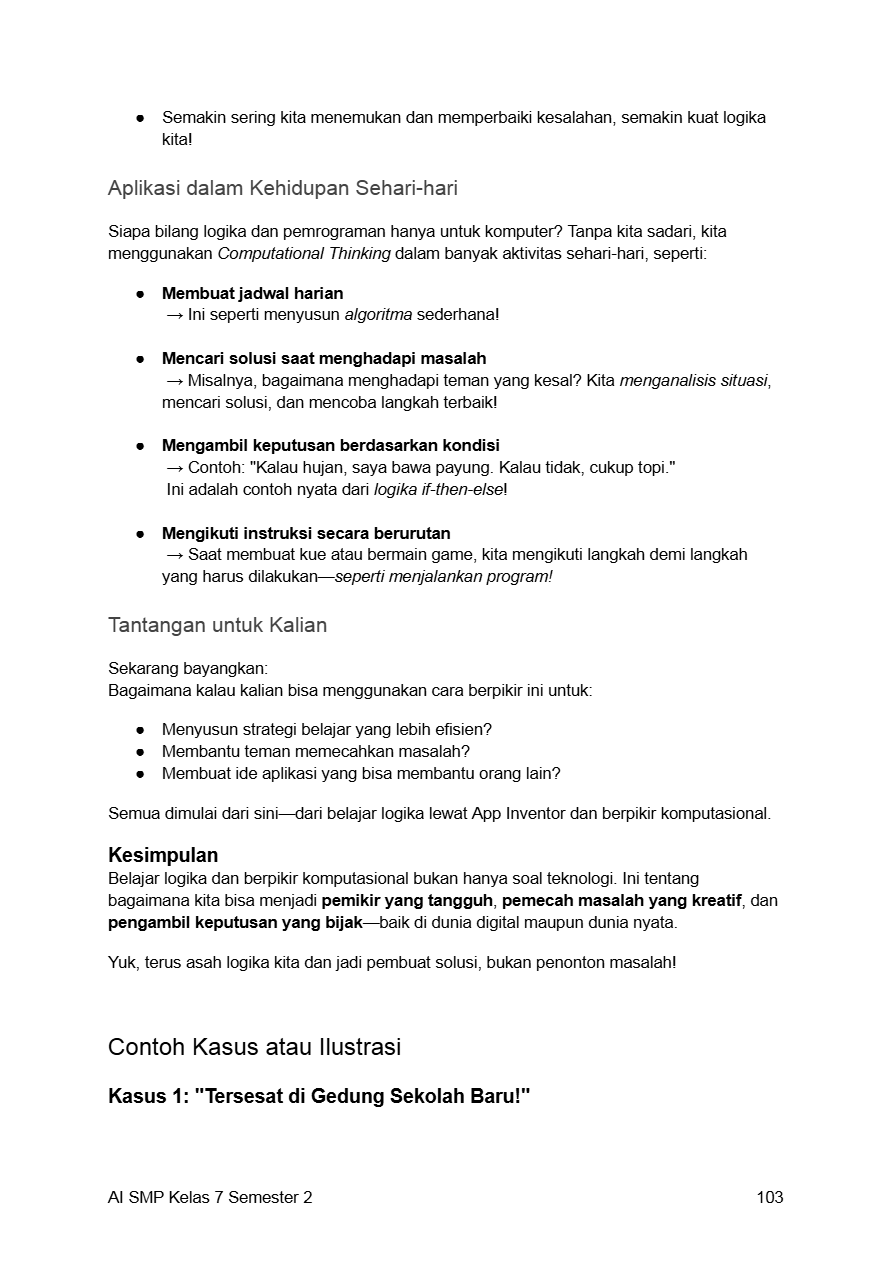 ● Semakin sering kita menemukan dan memperbaiki kesalahan, semakin kuat logika
kita!
Aplikasi dalam Kehidupan Sehari-hari
Siapa bilang logika dan pemrograman hanya untuk komputer? Tanpa kita sadari, kita
menggunakan Computational Thinking dalam banyak aktivitas sehari-hari, seperti:
● Membuat jadwal harian
→ Ini seperti menyusun algoritma sederhana!
● Mencari solusi saat menghadapi masalah
→ Misalnya, bagaimana menghadapi teman yang kesal? Kita menganalisis situasi,
mencari solusi, dan mencoba langkah terbaik!
● Mengambil keputusan berdasarkan kondisi
→ Contoh: "Kalau hujan, saya bawa payung. Kalau tidak, cukup topi."
Ini adalah contoh nyata dari logika if-then-else!
● Mengikuti instruksi secara berurutan
→ Saat membuat kue atau bermain game, kita mengikuti langkah demi langkah
yang harus dilakukan—seperti menjalankan program!
Tantangan untuk Kalian
Sekarang bayangkan:
Bagaimana kalau kalian bisa menggunakan cara berpikir ini untuk:
● Menyusun strategi belajar yang lebih efisien?
● Membantu teman memecahkan masalah?
● Membuat ide aplikasi yang bisa membantu orang lain?
Semua dimulai dari sini—dari belajar logika lewat App Inventor dan berpikir komputasional.
Kesimpulan
Belajar logika dan berpikir komputasional bukan hanya soal teknologi. Ini tentang
bagaimana kita bisa menjadi pemikir yang tangguh, pemecah masalah yang kreatif, dan
pengambil keputusan yang bijak—baik di dunia digital maupun dunia nyata.
Yuk, terus asah logika kita dan jadi pembuat solusi, bukan penonton masalah!
Contoh Kasus atau Ilustrasi
Kasus 1: "Tersesat di Gedung Sekolah Baru!"
AI SMP Kelas 7 Semester 2 103